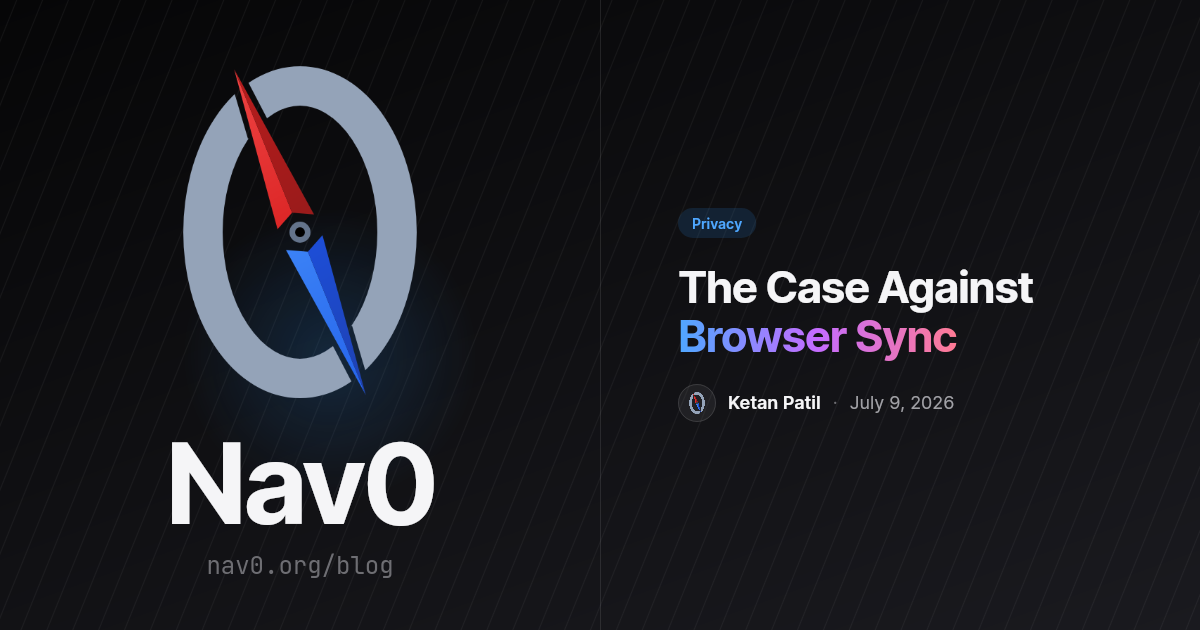 Nav0
nav0.org/blog
Privacy
The Case Against
Browser Sync
Ketan Patil · July 9, 2026